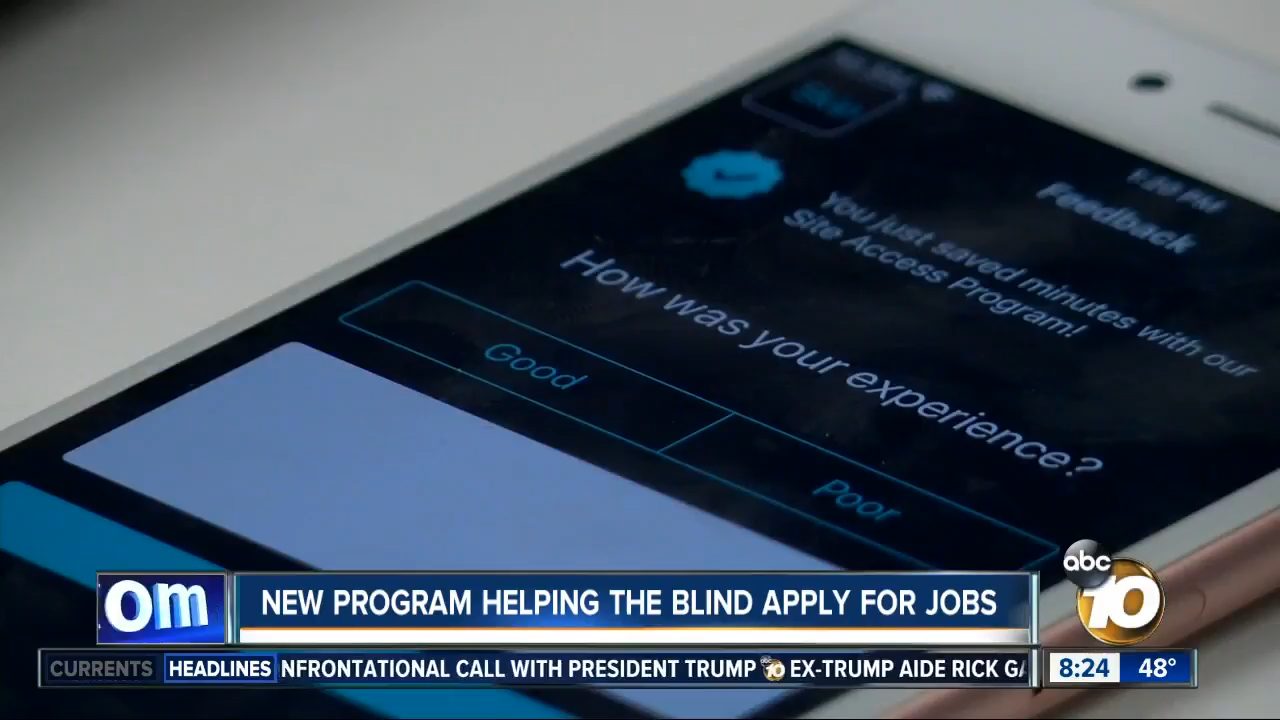 Feedback
You just saved minutes with our
Site Access Program!
How was your experience?
Good
Poor
abc
10
Om
NEW PROGRAM HELPING THE BLIND APPLY FOR JOBS
CURRENTS
HEADLINES
NFRONTATIONAL CALL WITH PRESIDENT TRUMP 10 EX-TRUMP AIDE RICK GA
8:24
48°